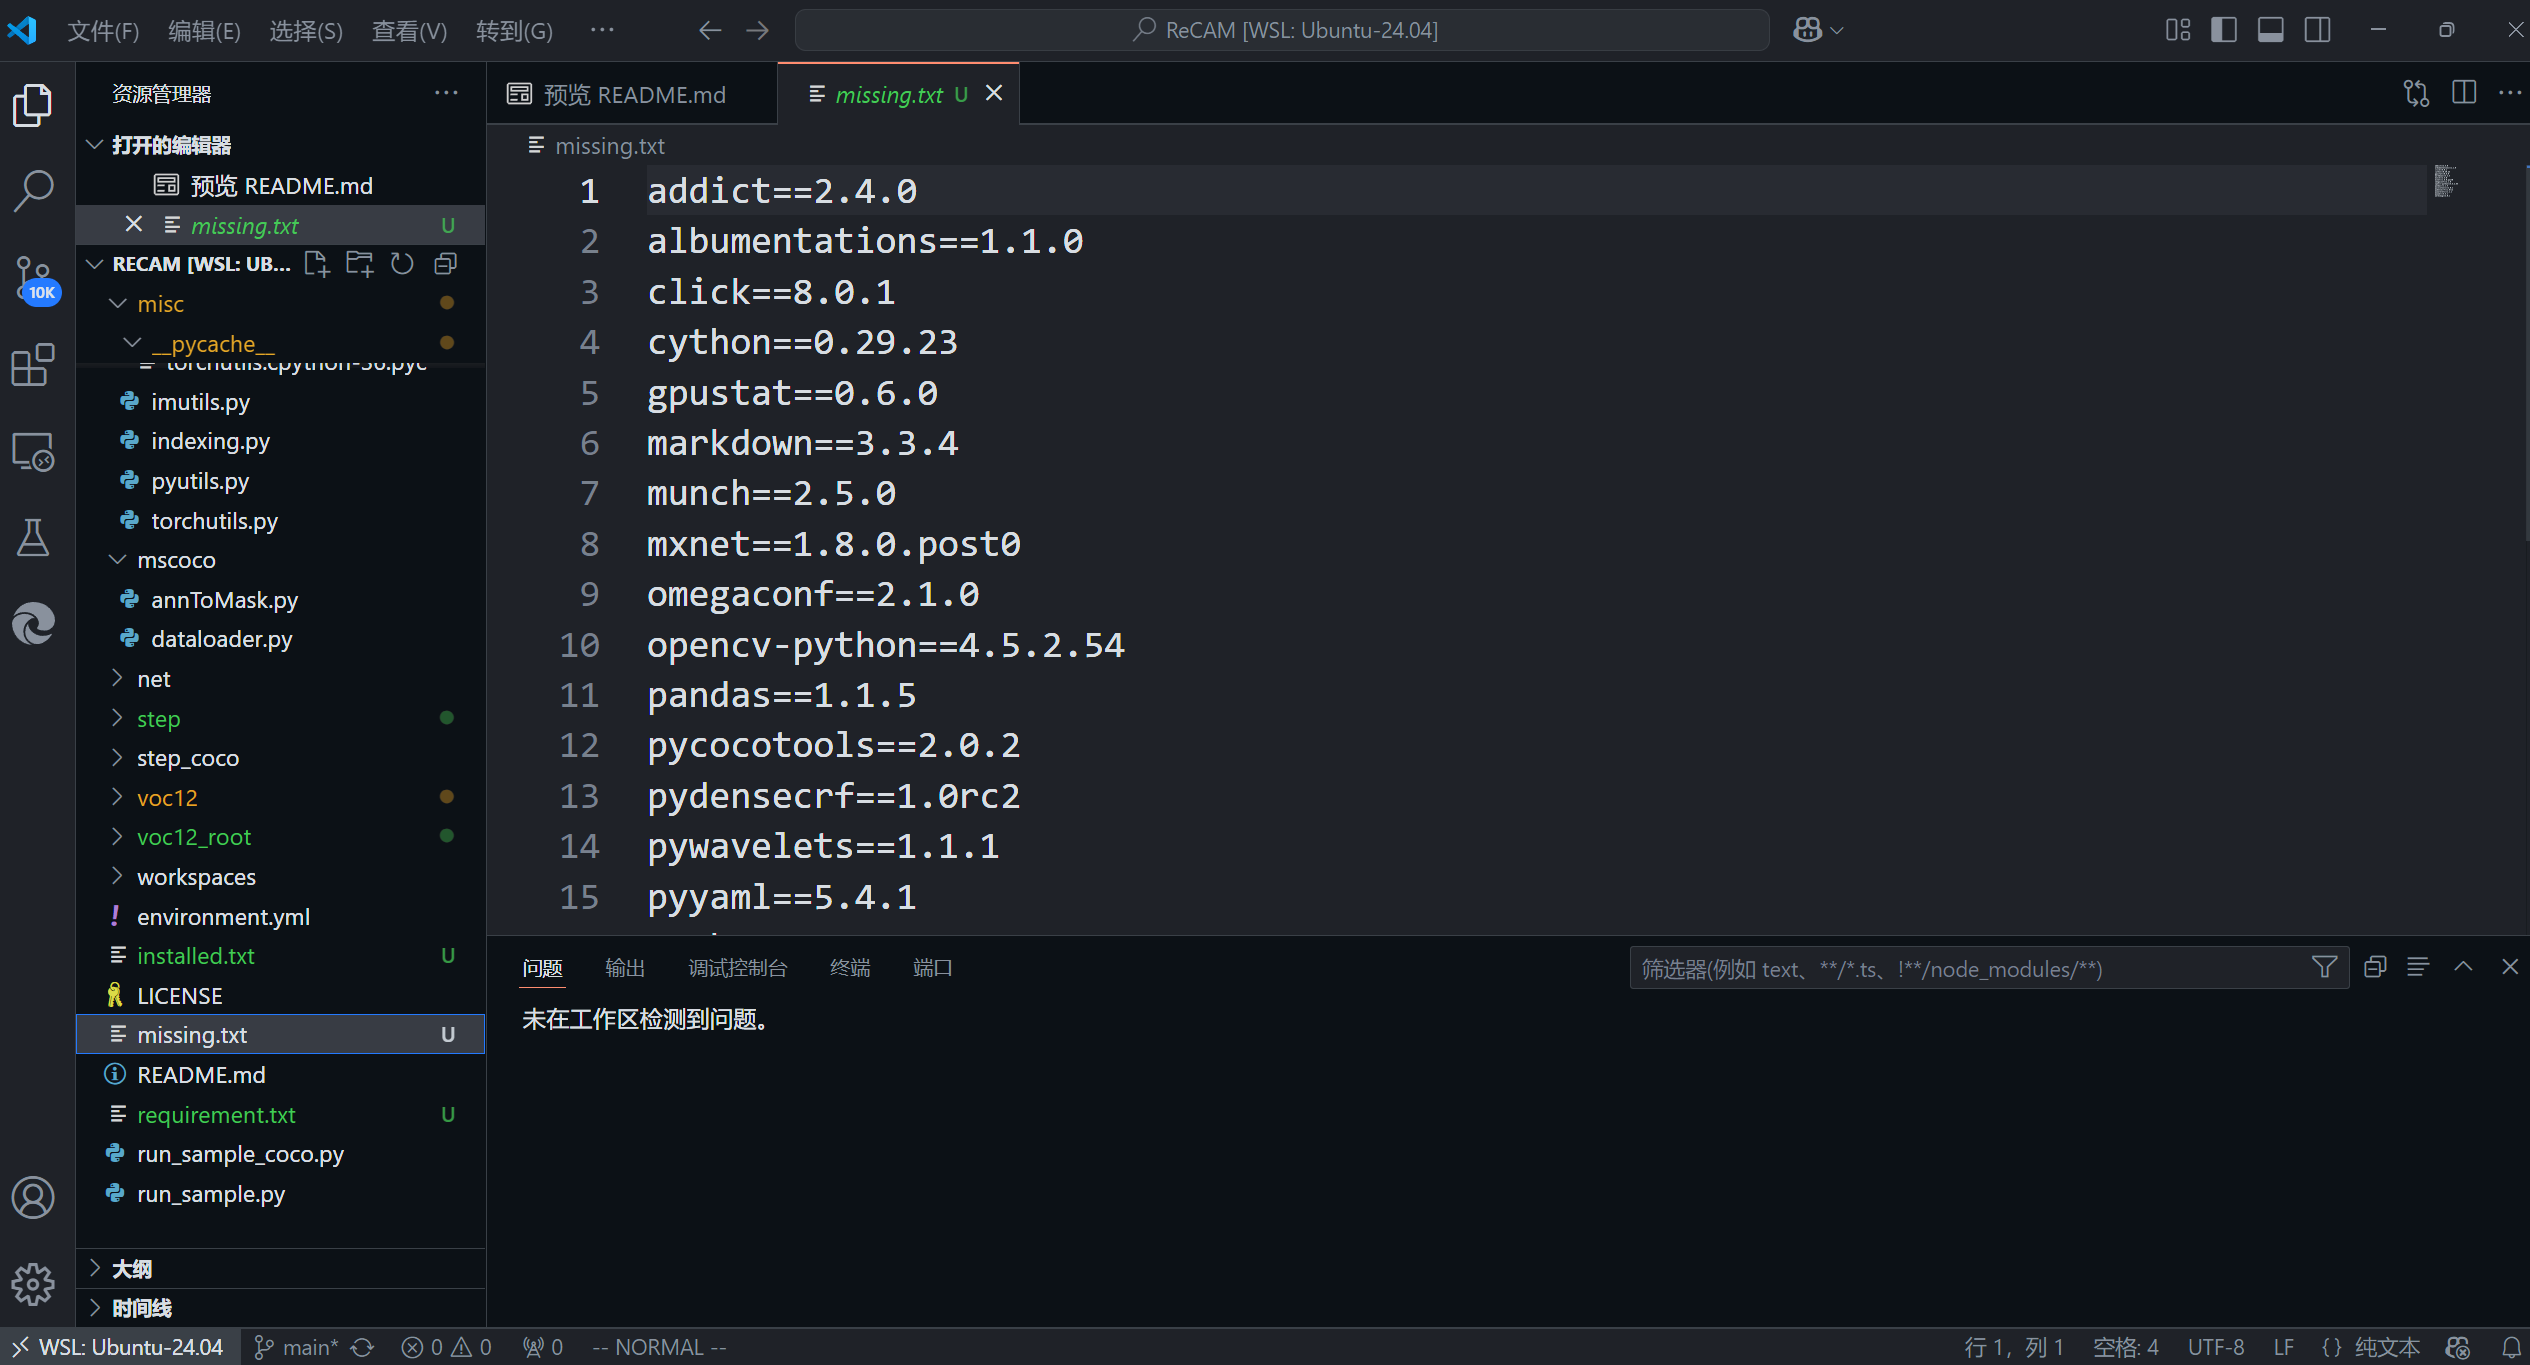 文件(F) 编辑(E) 选择(S) 查看(V) 转到(G) ···
ReCAM [WSL: Ubuntu-24.04]
资源管理器
打开的编辑器
预览 README.md
missing.txt U
RECAM [WSL: UB...
misc
__pycache__
torchutils.cpython-36.pyc
imutils.py
indexing.py
pyutils.py
torchutils.py
mscoco
annToMask.py
dataloader.py
net
step
step_coco
voc12
voc12_root
workspaces
environment.yml
installed.txt U
LICENSE
missing.txt U
README.md
requirement.txt U
run_sample_coco.py
run_sample.py
大纲
时间线
10K
预览 README.md
missing.txt U
missing.txt
1 addict==2.4.0
2 albumentations==1.1.0
3 click==8.0.1
4 cython==0.29.23
5 gpustat==0.6.0
6 markdown==3.3.4
7 munch==2.5.0
8 mxnet==1.8.0.post0
9 omegaconf==2.1.0
10 opencv-python==4.5.2.54
11 pandas==1.1.5
12 pycocotools==2.0.2
13 pydensecrf==1.0rc2
14 pywavelets==1.1.1
15 pyyaml==5.4.1
问题 输出 调试控制台 终端 端口
筛选器(例如 text、**/*.ts、!**/node_modules/**)
未在工作区检测到问题。
WSL: Ubuntu-24.04 main* 0 0 0 -- NORMAL --
行 1，列 1 空格: 4 UTF-8 LF {} 纯文本